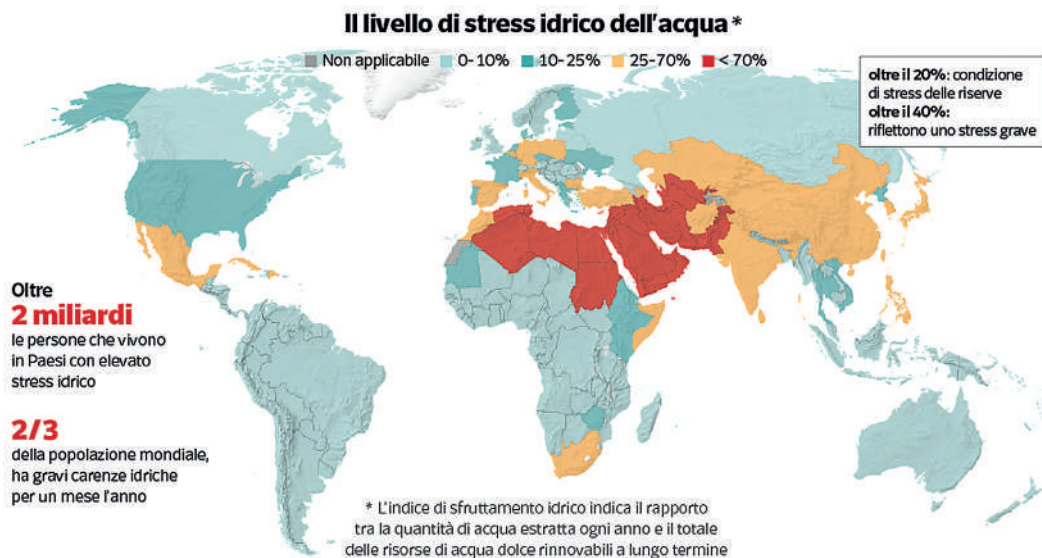 Il livello di stress idrico dell'acqua *
Non applicabile 0-10% 10-25% 25-70% < 70%
oltre il 20%: condizione
di stress delle riserve
oltre il 40%:
riflettono uno stress grave
Oltre
2 miliardi
le persone che vivono
in Paesi con elevato
stress idrico
2/3
della popolazione mondiale,
ha gravi carenze idriche
per un mese l'anno
* L'indice di sfruttamento idrico indica il rapporto
tra la quantità di acqua estratta ogni anno e il totale
delle risorse di acqua dolce rinnovabili a lungo termine